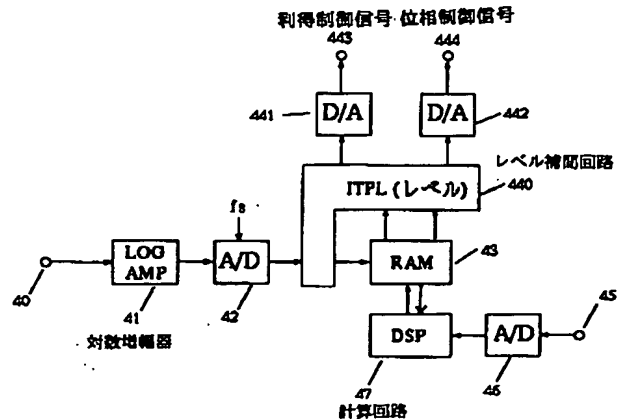 利得制御信号 位相制御信号
443 444
441 D/A D/A 442
レベル補間回路
ITPL (レベル) 440
fs
LOG AMP
A/D
RAM 43
40 41 42
対数増幅器
DSP
A/D
45
47 46
計算回路